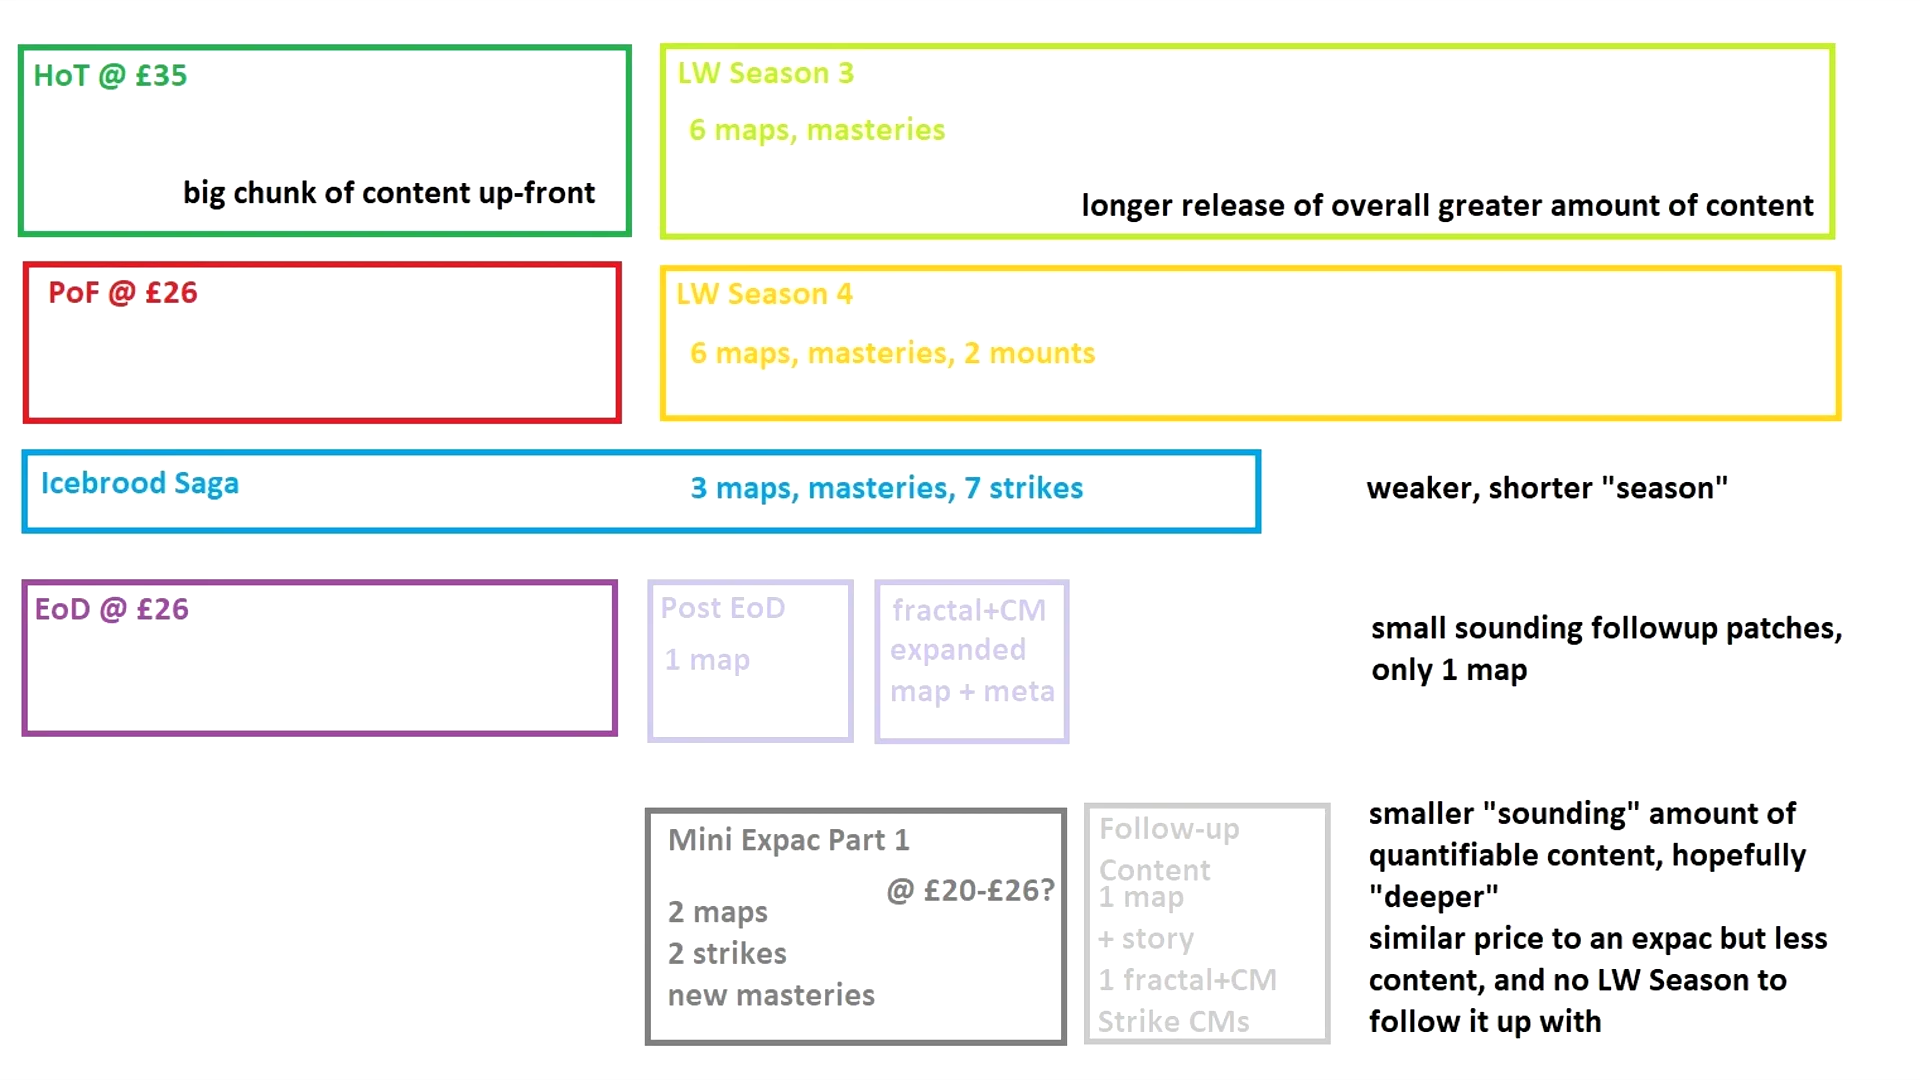 HoT @ £35
big chunk of content up-front
LW Season 3
6 maps, masteries
longer release of overall greater amount of content
PoF @ £26
LW Season 4
6 maps, masteries, 2 mounts
Icebrood Saga
3 maps, masteries, 7 strikes
weaker, shorter "season"
EoD @ £26
Post EoD
1 map
fractal+CM
expanded
map + meta
small sounding followup patches,
only 1 map
Mini Expac Part 1
@ £20-£26?
2 maps
2 strikes
new masteries
Follow-up
Content
1 map
+ story
1 fractal+CM
Strike CMs
smaller "sounding" amount of
quantifiable content, hopefully
"deeper"
similar price to an expac but less
content, and no LW Season to
follow it up with